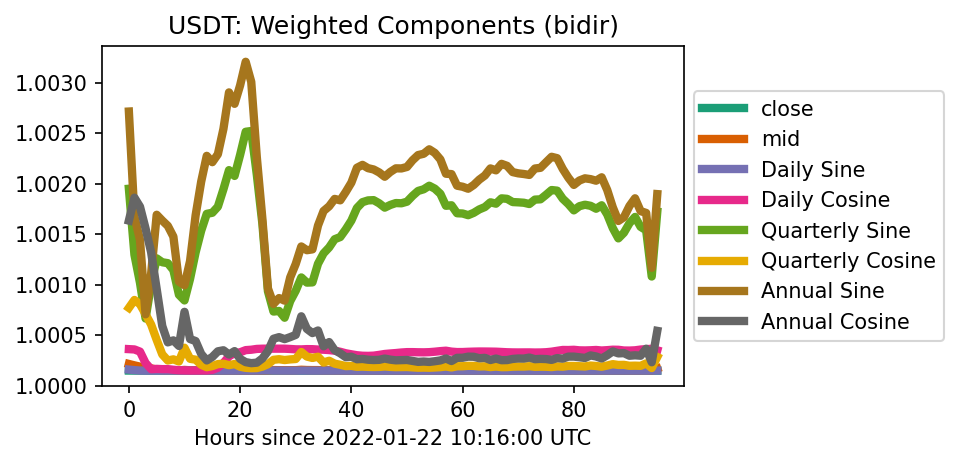 USDT: Weighted Components (bidir)
1.0030
1.0025
1.0020
1.0015
1.0010
1.0005
1.0000
0 20 40 60 80
Hours since 2022-01-22 10:16:00 UTC
close
mid
Daily Sine
Daily Cosine
Quarterly Sine
Quarterly Cosine
Annual Sine
Annual Cosine